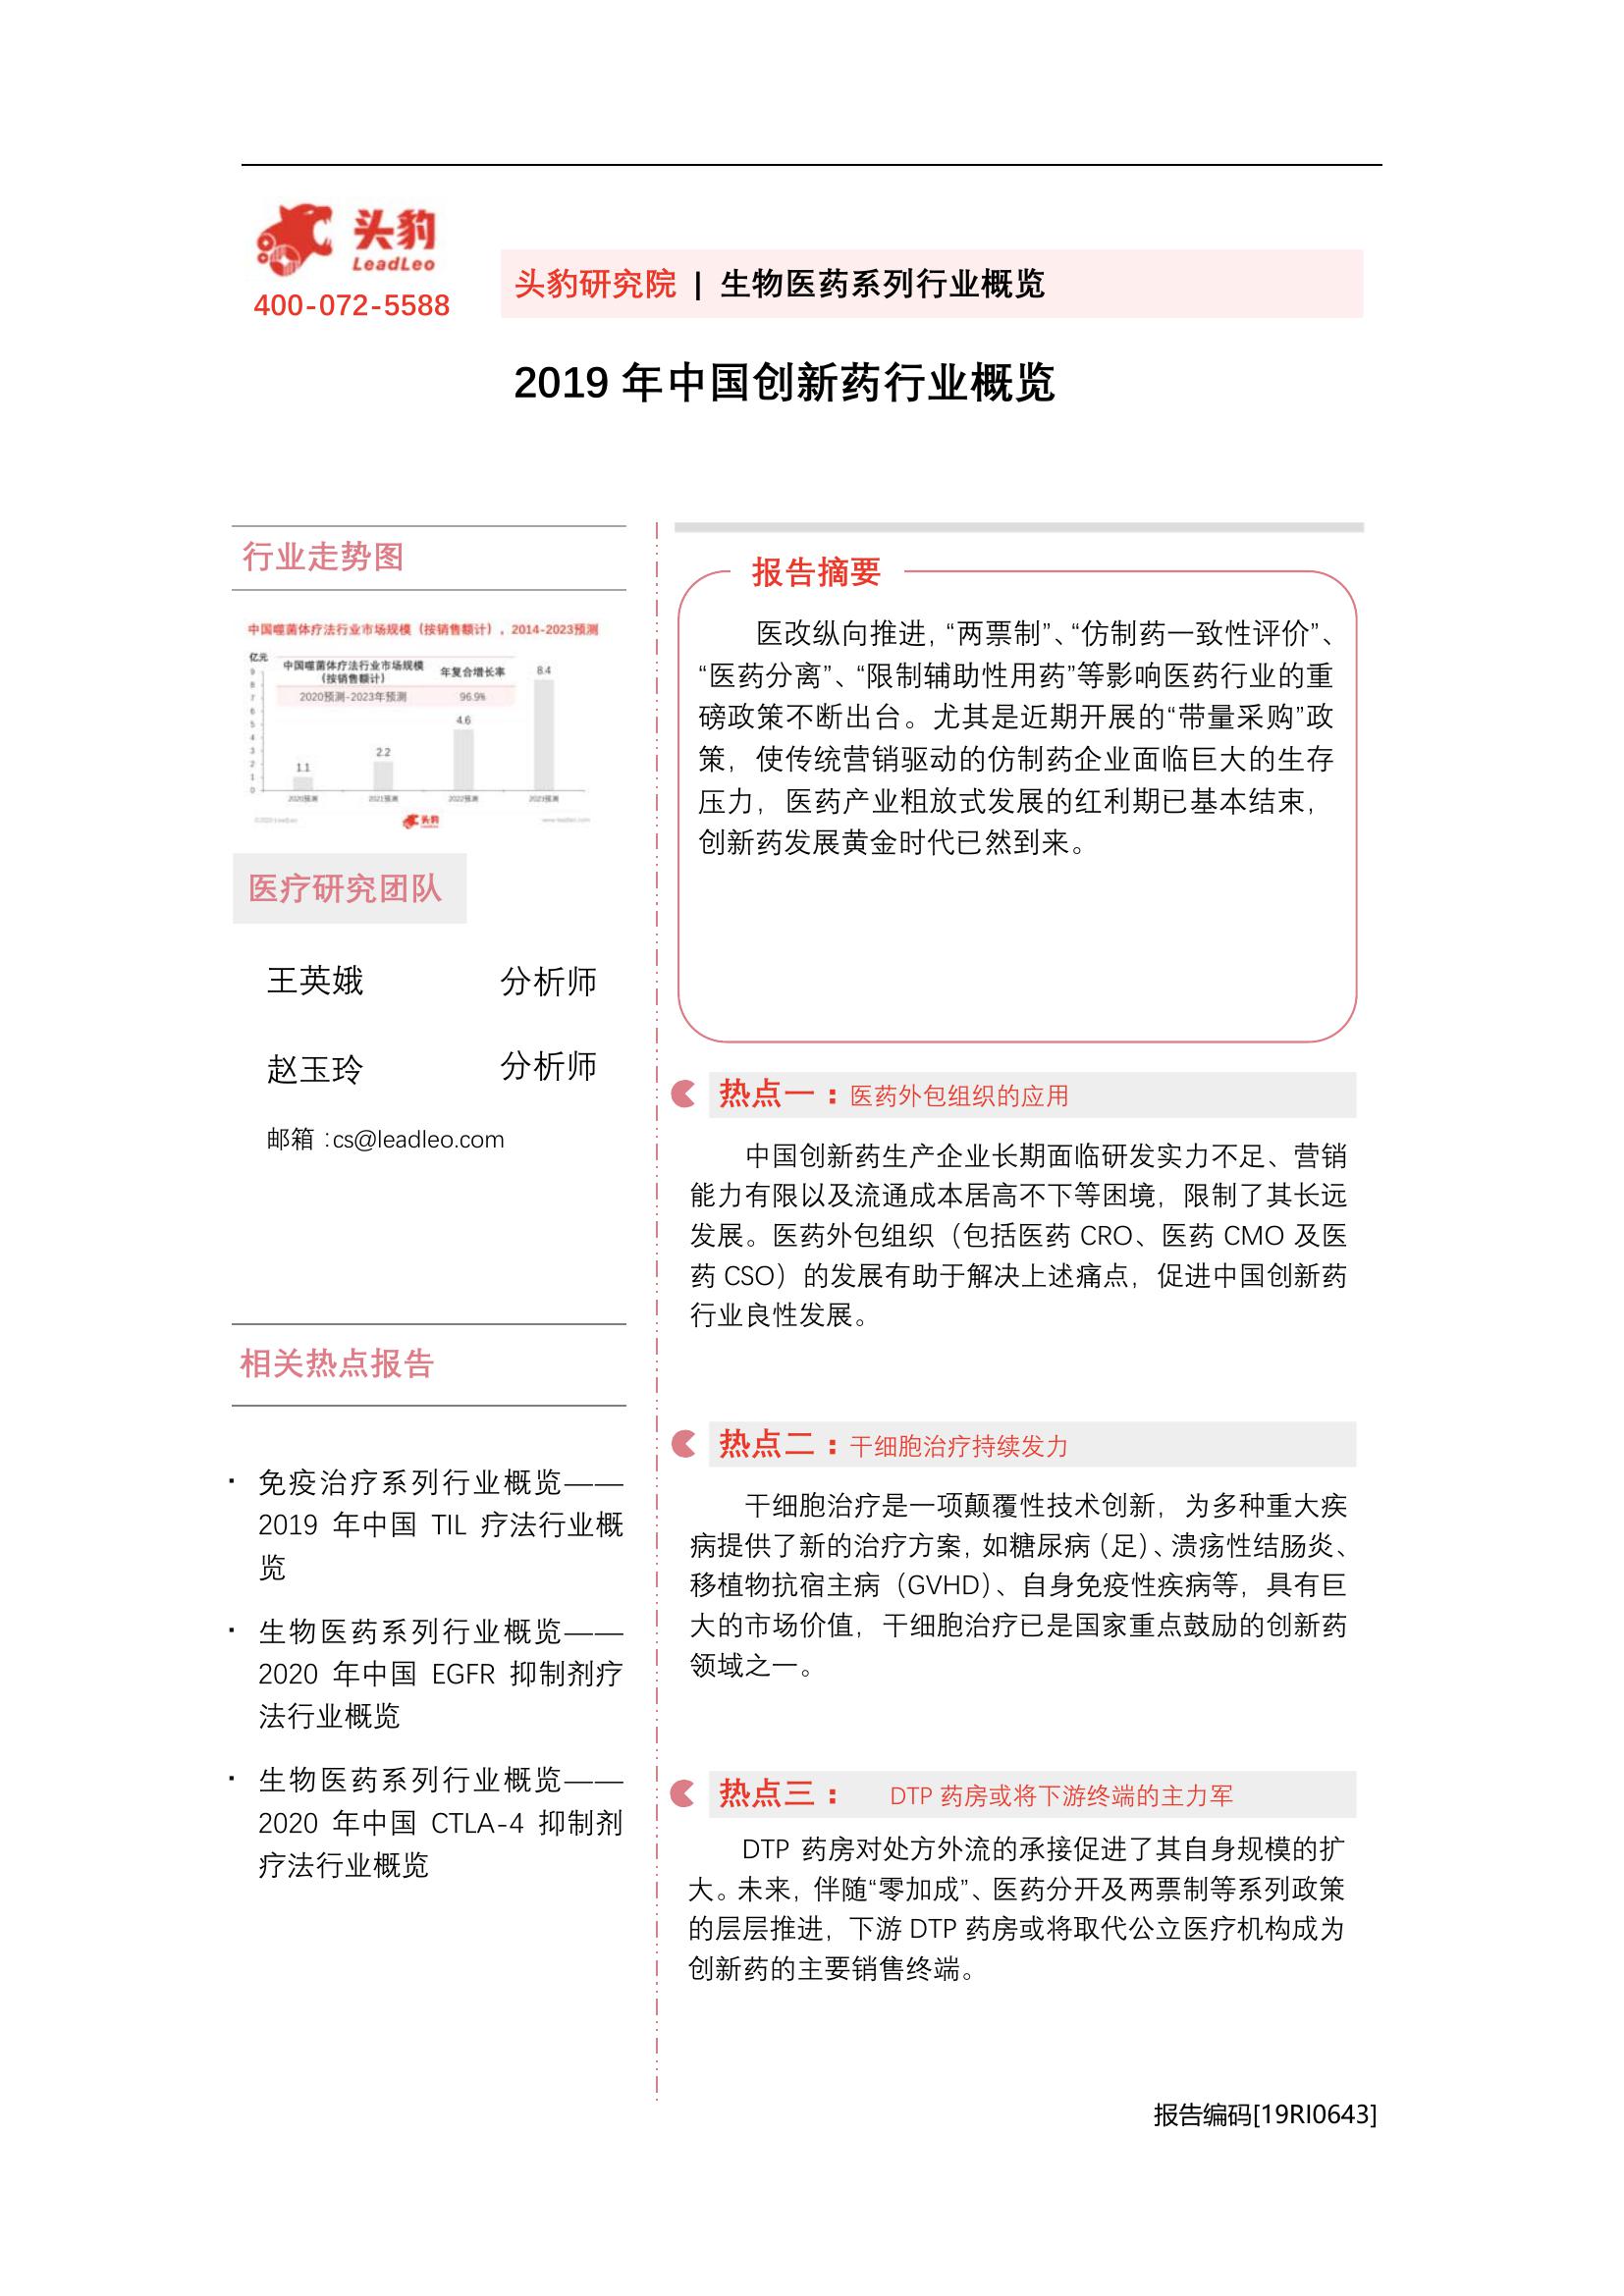 头豹
LeadLeo
400-072-5588
头豹研究院 | 生物医药系列行业概览
2019 年中国创新药行业概览
行业走势图
中国噬菌体疗法行业市场规模（按销售额计），2014-2023预测
亿元
中国噬菌体疗法行业市场规模
（按销售额计）
年复合增长率
2020预测-2023年预测 96.9%
9
8
7
6
5
4
3
2
1
0
1.1
2.2
4.6
8.4
2020预测 2021预测 2022预测 2023预测
©2020 LeadLeo
头豹
LeadLeo
www.leadleo.com
医疗研究团队
王英娥 分析师
赵玉玲 分析师
邮箱：cs@leadleo.com
相关热点报告
· 免疫治疗系列行业概览——
2019 年中国 TIL 疗法行业概
览
· 生物医药系列行业概览——
2020 年中国 EGFR 抑制剂疗
法行业概览
· 生物医药系列行业概览——
2020 年中国 CTLA-4 抑制剂
疗法行业概览
报告摘要
医改纵向推进，“两票制”、“仿制药一致性评价”、
“医药分离”、“限制辅助性用药”等影响医药行业的重
磅政策不断出台。尤其是近期开展的“带量采购”政
策，使传统营销驱动的仿制药企业面临巨大的生存
压力，医药产业粗放式发展的红利期已基本结束，
创新药发展黄金时代已然到来。
热点一：医药外包组织的应用
中国创新药生产企业长期面临研发实力不足、营销
能力有限以及流通成本居高不下等困境，限制了其长远
发展。医药外包组织（包括医药 CRO、医药 CMO 及医
药 CSO）的发展有助于解决上述痛点，促进中国创新药
行业良性发展。
热点二：干细胞治疗持续发力
干细胞治疗是一项颠覆性技术创新，为多种重大疾
病提供了新的治疗方案，如糖尿病（足）、溃疡性结肠炎、
移植物抗宿主病（GVHD）、自身免疫性疾病等，具有巨
大的市场价值，干细胞治疗已是国家重点鼓励的创新药
领域之一。
热点三： DTP 药房或将下游终端的主力军
DTP 药房对处方外流的承接促进了其自身规模的扩
大。未来，伴随“零加成”、医药分开及两票制等系列政策
的层层推进，下游 DTP 药房或将取代公立医疗机构成为
创新药的主要销售终端。
报告编码[19RI0643]